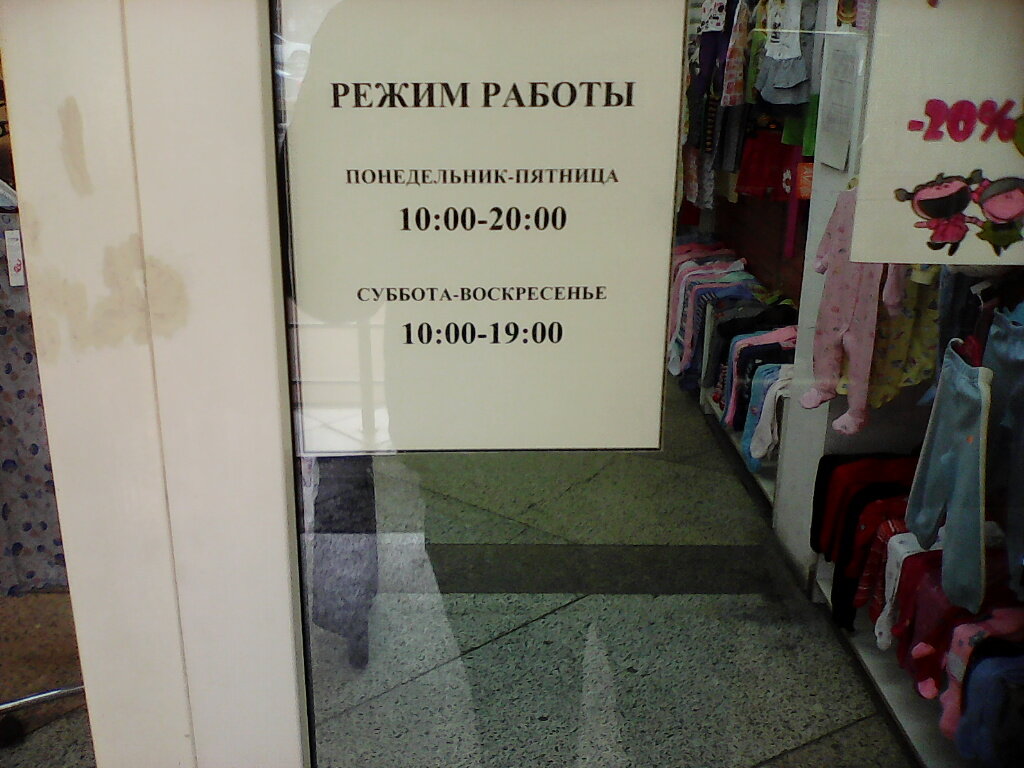 РЕЖИМ РАБОТЫ
ПОНЕДЕЛЬНИК-ПЯТНИЦА
10:00-20:00
СУББОТА-ВОСКРЕСЕНЬЕ
10:00-19:00
-20%